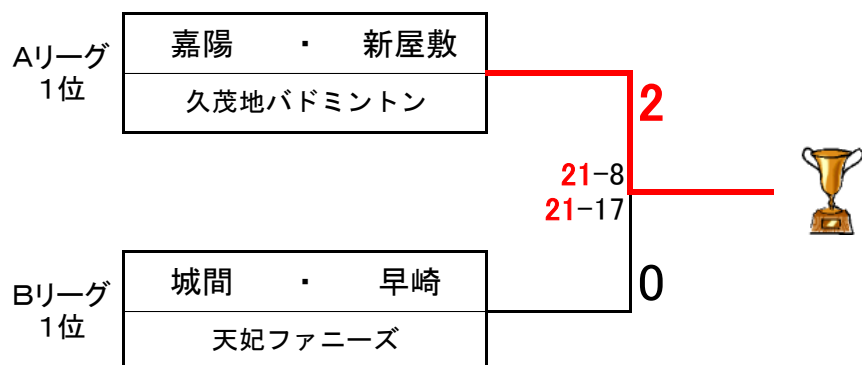 Aリーグ
1位
嘉陽 ・ 新屋敷
久茂地バドミントン
2
21-8
21-17
Bリーグ
1位
城間 ・ 早崎
天妃ファニーズ
0